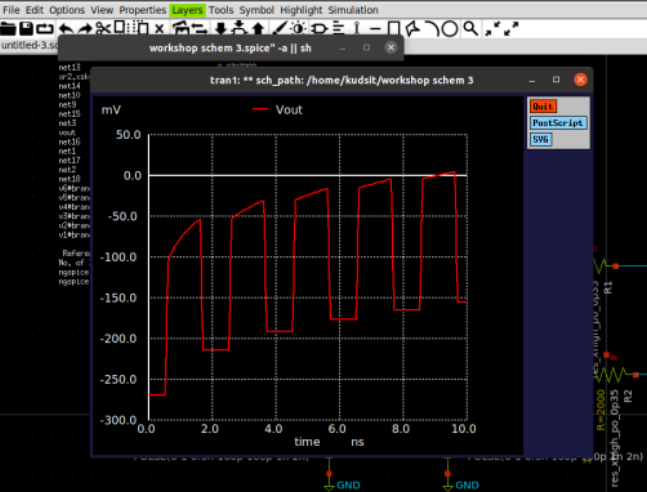 File Edit Options View Properties Layers Tools Symbol Highlight Simulation
untitled-3.sc
workshop schem 3.spice" -a || sh
tran1: ** sch_path: /home/kudsit/workshop schem 3
net13
net14
net10
net9
net15
net3
vout
net16
net1
net17
net2
net18
v6#bran
v5#bran
v4#bran
v3#bran
v2#bran
v1#bran
Refere
No. of
ngspice
ngspice
mV
Vout
Quit
PostScript
SVG
50.0
0.0
-50.0
-100.0
-150.0
-200.0
-250.0
-300.0
0.0 2.0 4.0 6.0 8.0 10.0
time ns
R1
res_xhigh_po_0p35
R2
R=2000
res_xhigh_po_0p35
GND
GND